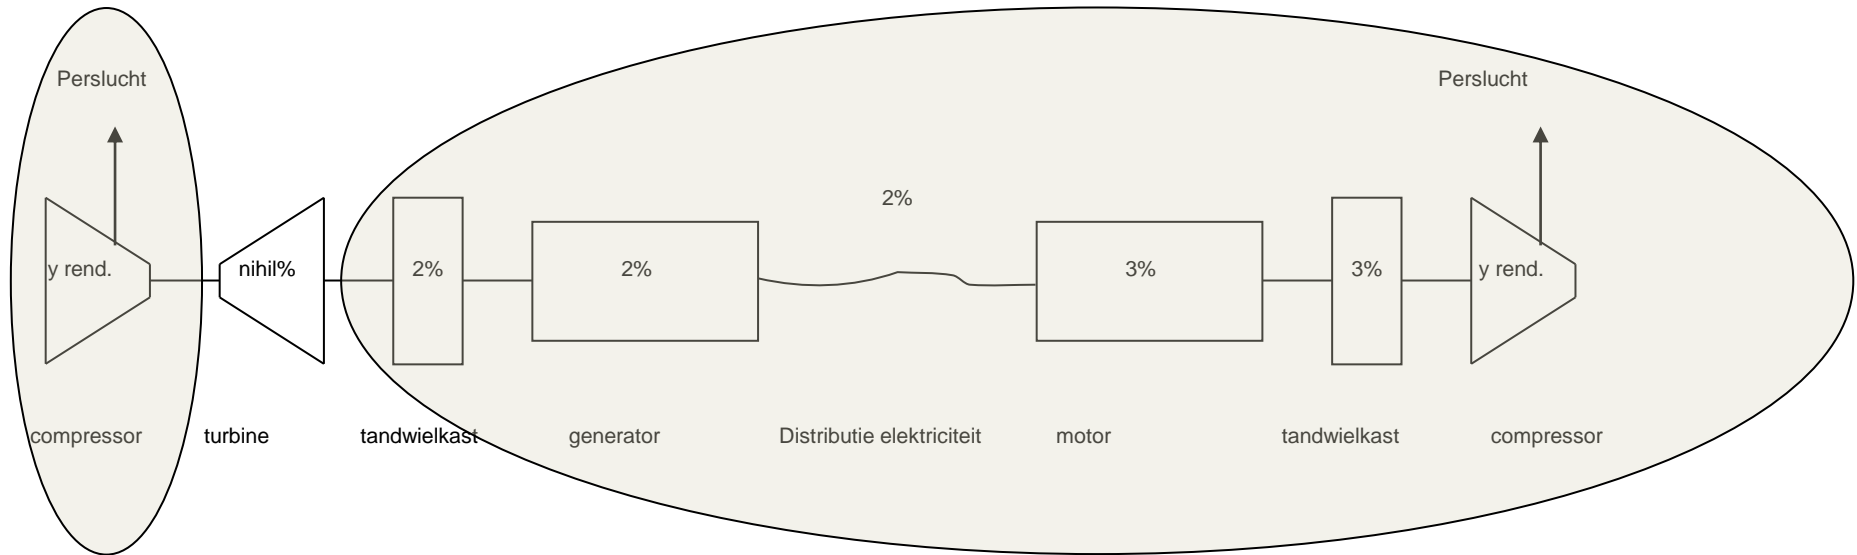 Perslucht
Perslucht
2%
y rend.
nihil%
2%
2%
3%
3%
y rend.
compressor
turbine
tandwielkast
generator
Distributie elektriciteit
motor
tandwielkast
compressor